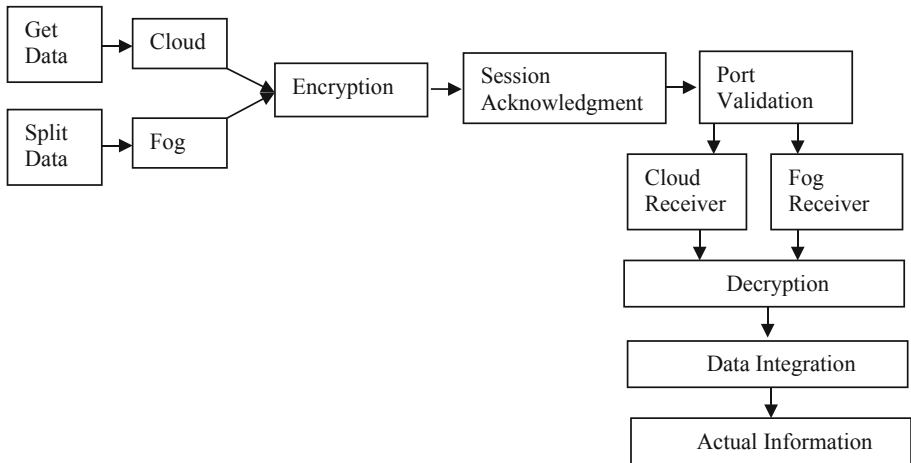 Get
Data
Cloud
Split
Data
Fog
Encryption
Session
Acknowledgment
Port
Validation
Cloud
Receiver
Fog
Receiver
Decryption
Data Integration
Actual Information